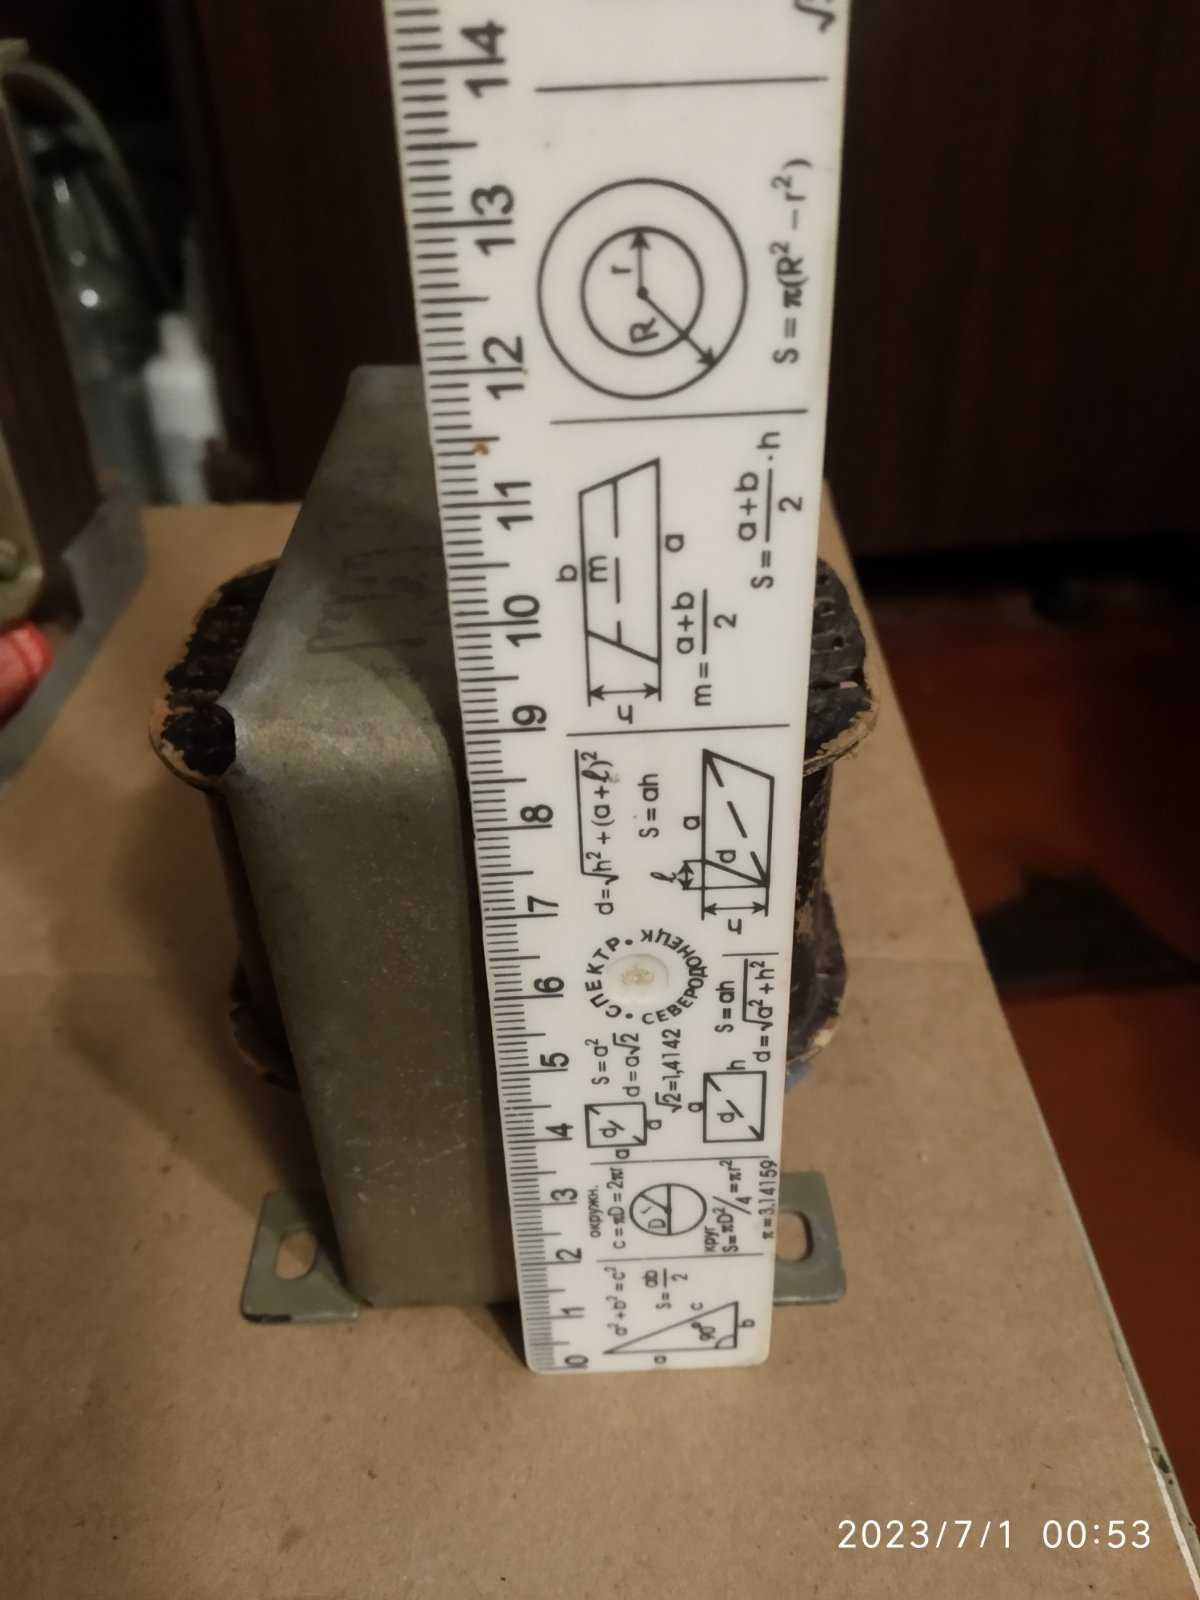 0 1 2 3 4 5 6 7 8 9 10 11 12 13 14
a²+b²=c²
S=ab/2
a
c
90°
b
окружн.
c=πD=2πr
D
круг
S=πD²/4=πr²
π=3,14159
S=a²
d=a√2
√2=1,4142
a
d
a
S=ah
d=√a²+h²
a
d
h
СПЕКТР • СЕВЕРОДОНЕЦК •
d=√h²+(a+ℓ)²
S=ah
ℓ
a
d
h
b
m
a
h
m=a+b/2
S=a+b/2·h
R
r
S=π(R²−r²)
2023/7/1 00:53